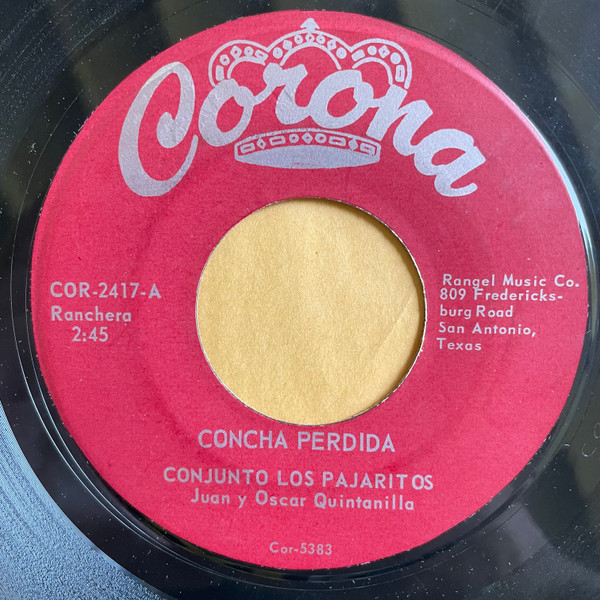 Corona
COR-2417-A
Ranchera
2:45
Rangel Music Co.
809 Fredericks-
burg Road
San Antonio,
Texas
CONCHA PERDIDA
CONJUNTO LOS PAJARITOS
Juan y Oscar Quintanilla
Cor-5383